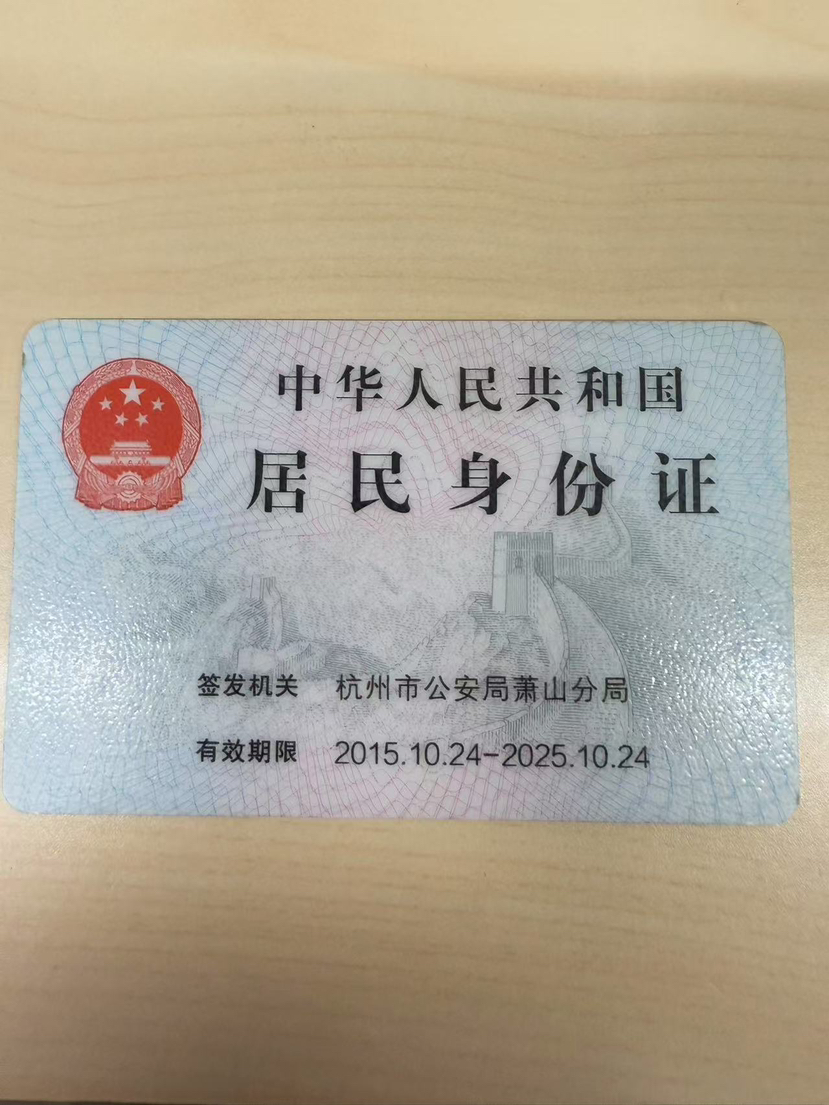 中华人民共和国
居民身份证
签发机关 杭州市公安局萧山分局
有效期限 2015.10.24-2025.10.24